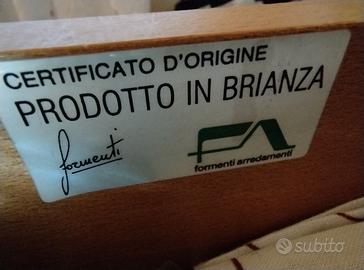 CERTIFICATO D'ORIGINE
PRODOTTO IN BRIANZA
formenti
FA
formenti arredamenti
subito